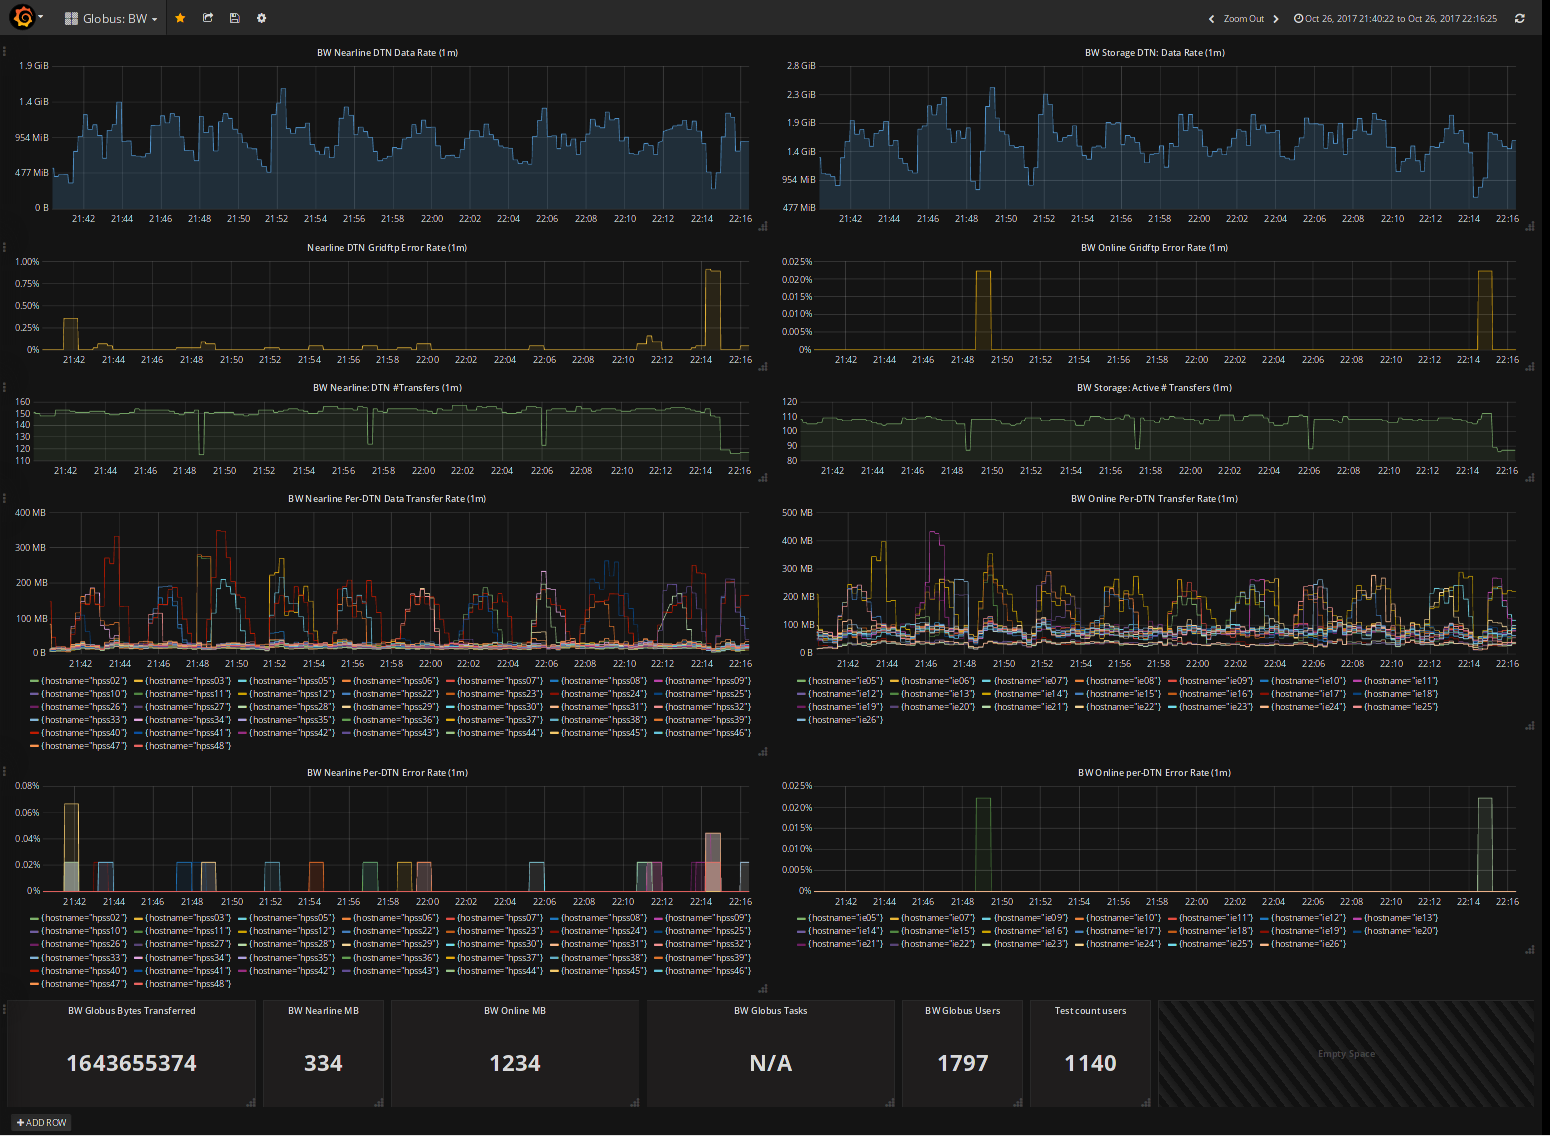 Globus: BW
Zoom Out
Oct 26, 2017 21:40:22 to Oct 26, 2017 22:16:25
BW Nearline DTN Data Rate (1m)
1.9 GiB
1.4 GiB
954 MiB
477 MiB
0 B
21:42 21:44 21:46 21:48 21:50 21:52 21:54 21:56 21:58 22:00 22:02 22:04 22:06 22:08 22:10 22:12 22:14 22:16
BW Storage DTN: Data Rate (1m)
2.8 GiB
2.3 GiB
1.9 GiB
1.4 GiB
954 MiB
477 MiB
21:42 21:44 21:46 21:48 21:50 21:52 21:54 21:56 21:58 22:00 22:02 22:04 22:06 22:08 22:10 22:12 22:14 22:16
Nearline DTN Gridftp Error Rate (1m)
1.00%
0.75%
0.50%
0.25%
0%
21:42 21:44 21:46 21:48 21:50 21:52 21:54 21:56 21:58 22:00 22:02 22:04 22:06 22:08 22:10 22:12 22:14 22:16
BW Online Gridftp Error Rate (1m)
0.025%
0.020%
0.015%
0.010%
0.005%
0%
21:42 21:44 21:46 21:48 21:50 21:52 21:54 21:56 21:58 22:00 22:02 22:04 22:06 22:08 22:10 22:12 22:14 22:16
BW Nearline: DTN #Transfers (1m)
160
150
140
130
120
110
21:42 21:44 21:46 21:48 21:50 21:52 21:54 21:56 21:58 22:00 22:02 22:04 22:06 22:08 22:10 22:12 22:14 22:16
BW Storage: Active # Transfers (1m)
120
110
100
90
80
21:42 21:44 21:46 21:48 21:50 21:52 21:54 21:56 21:58 22:00 22:02 22:04 22:06 22:08 22:10 22:12 22:14 22:16
BW Nearline Per-DTN Data Transfer Rate (1m)
400 MB
300 MB
200 MB
100 MB
0 B
21:42 21:44 21:46 21:48 21:50 21:52 21:54 21:56 21:58 22:00 22:02 22:04 22:06 22:08 22:10 22:12 22:14 22:16
{hostname="hpss02"} {hostname="hpss03"} {hostname="hpss05"} {hostname="hpss06"} {hostname="hpss07"} {hostname="hpss08"} {hostname="hpss09"}
{hostname="hpss10"} {hostname="hpss11"} {hostname="hpss12"} {hostname="hpss22"} {hostname="hpss23"} {hostname="hpss24"} {hostname="hpss25"}
{hostname="hpss26"} {hostname="hpss27"} {hostname="hpss28"} {hostname="hpss29"} {hostname="hpss30"} {hostname="hpss31"} {hostname="hpss32"}
{hostname="hpss33"} {hostname="hpss34"} {hostname="hpss35"} {hostname="hpss36"} {hostname="hpss37"} {hostname="hpss38"} {hostname="hpss39"}
{hostname="hpss40"} {hostname="hpss41"} {hostname="hpss42"} {hostname="hpss43"} {hostname="hpss44"} {hostname="hpss45"} {hostname="hpss46"}
{hostname="hpss47"} {hostname="hpss48"}
BW Online Per-DTN Transfer Rate (1m)
500 MB
400 MB
300 MB
200 MB
100 MB
0 B
21:42 21:44 21:46 21:48 21:50 21:52 21:54 21:56 21:58 22:00 22:02 22:04 22:06 22:08 22:10 22:12 22:14 22:16
{hostname="ie05"} {hostname="ie06"} {hostname="ie07"} {hostname="ie08"} {hostname="ie09"} {hostname="ie10"} {hostname="ie11"}
{hostname="ie12"} {hostname="ie13"} {hostname="ie14"} {hostname="ie15"} {hostname="ie16"} {hostname="ie17"} {hostname="ie18"}
{hostname="ie19"} {hostname="ie20"} {hostname="ie21"} {hostname="ie22"} {hostname="ie23"} {hostname="ie24"} {hostname="ie25"}
{hostname="ie26"}
BW Nearline Per-DTN Error Rate (1m)
0.08%
0.06%
0.04%
0.02%
0%
21:42 21:44 21:46 21:48 21:50 21:52 21:54 21:56 21:58 22:00 22:02 22:04 22:06 22:08 22:10 22:12 22:14 22:16
{hostname="hpss02"} {hostname="hpss03"} {hostname="hpss05"} {hostname="hpss06"} {hostname="hpss07"} {hostname="hpss08"} {hostname="hpss09"}
{hostname="hpss10"} {hostname="hpss11"} {hostname="hpss12"} {hostname="hpss22"} {hostname="hpss23"} {hostname="hpss24"} {hostname="hpss25"}
{hostname="hpss26"} {hostname="hpss27"} {hostname="hpss28"} {hostname="hpss29"} {hostname="hpss30"} {hostname="hpss31"} {hostname="hpss32"}
{hostname="hpss33"} {hostname="hpss34"} {hostname="hpss35"} {hostname="hpss36"} {hostname="hpss37"} {hostname="hpss38"} {hostname="hpss39"}
{hostname="hpss40"} {hostname="hpss41"} {hostname="hpss42"} {hostname="hpss43"} {hostname="hpss44"} {hostname="hpss45"} {hostname="hpss46"}
{hostname="hpss47"} {hostname="hpss48"}
BW Online per-DTN Error Rate (1m)
0.025%
0.020%
0.015%
0.010%
0.005%
0%
21:42 21:44 21:46 21:48 21:50 21:52 21:54 21:56 21:58 22:00 22:02 22:04 22:06 22:08 22:10 22:12 22:14 22:16
{hostname="ie05"} {hostname="ie07"} {hostname="ie09"} {hostname="ie10"} {hostname="ie11"} {hostname="ie12"} {hostname="ie13"}
{hostname="ie14"} {hostname="ie15"} {hostname="ie16"} {hostname="ie17"} {hostname="ie18"} {hostname="ie19"} {hostname="ie20"}
{hostname="ie21"} {hostname="ie22"} {hostname="ie23"} {hostname="ie24"} {hostname="ie25"} {hostname="ie26"}
BW Globus Bytes Transferred
1643655374
BW Nearline MB
334
BW Online MB
1234
BW Globus Tasks
N/A
BW Globus Users
1797
Test count users
1140
Empty Space
ADD ROW